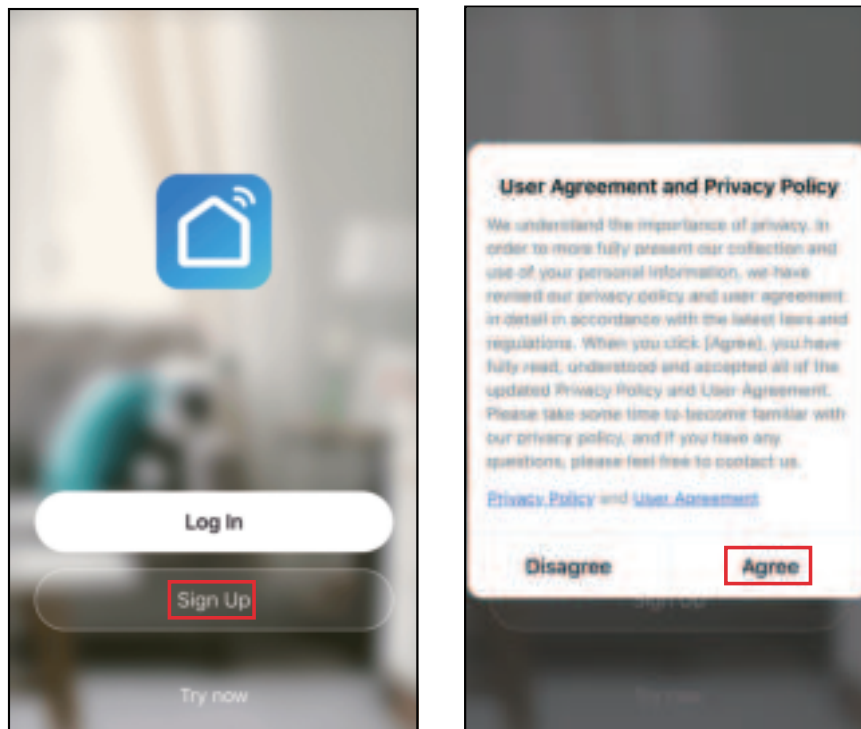 Log In
Sign Up
Try now
User Agreement and Privacy Policy
We understand the importance of privacy. In
order to more fully present our collection and
use of your personal information, we have
revised our privacy policy and user agreement
in detail in accordance with the latest laws and
regulations. When you click [Agree], you have
fully read, understood and accepted all of the
updated Privacy Policy and User Agreement.
Please take some time to become familiar with
our privacy policy, and if you have any
questions, please feel free to contact us.
Privacy Policy and User Agreement
Disagree Agree
Sign Up
Try now